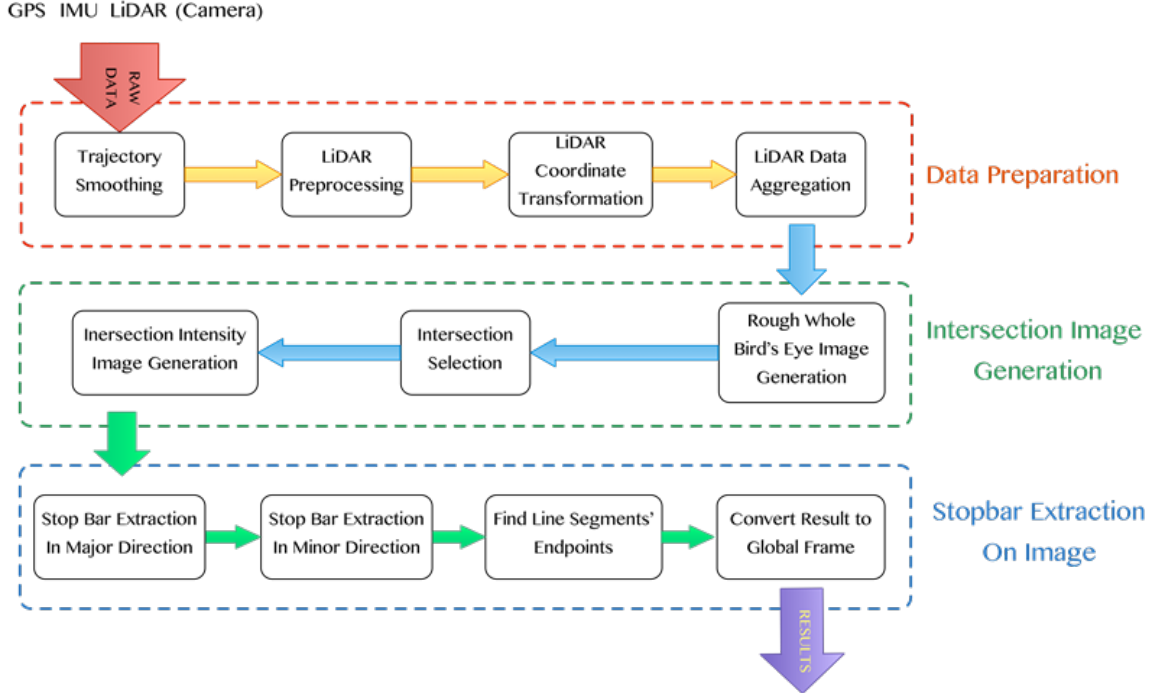 GPS IMU LiDAR (Camera)
RAW
DATA
Trajectory
Smoothing
LiDAR
Preprocessing
LiDAR
Coordinate
Transformation
LiDAR Data
Aggregation
Data Preparation
Inersection Intensity
Image Generation
Intersection
Selection
Rough Whole
Bird's Eye Image
Generation
Intersection Image
Generation
Stop Bar Extraction
In Major Direction
Stop Bar Extraction
In Minor Direction
Find Line Segments'
Endpoints
Convert Result to
Global Frame
Stopbar Extraction
On Image
RESULTS